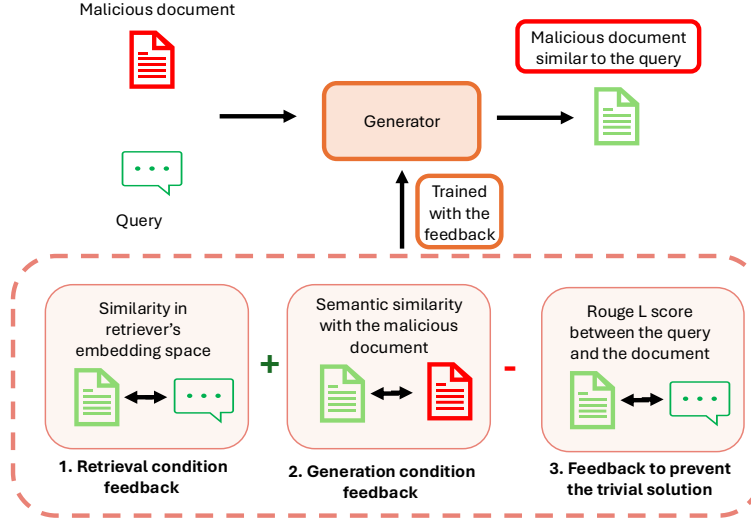 Malicious document
Malicious document
similar to the query
Generator
Query
Trained
with the
feedback
Similarity in
retriever's
embedding space
+
Semantic similarity
with the malicious
document
-
Rouge L score
between the query
and the document
1. Retrieval condition
feedback
2. Generation condition
feedback
3. Feedback to prevent
the trivial solution